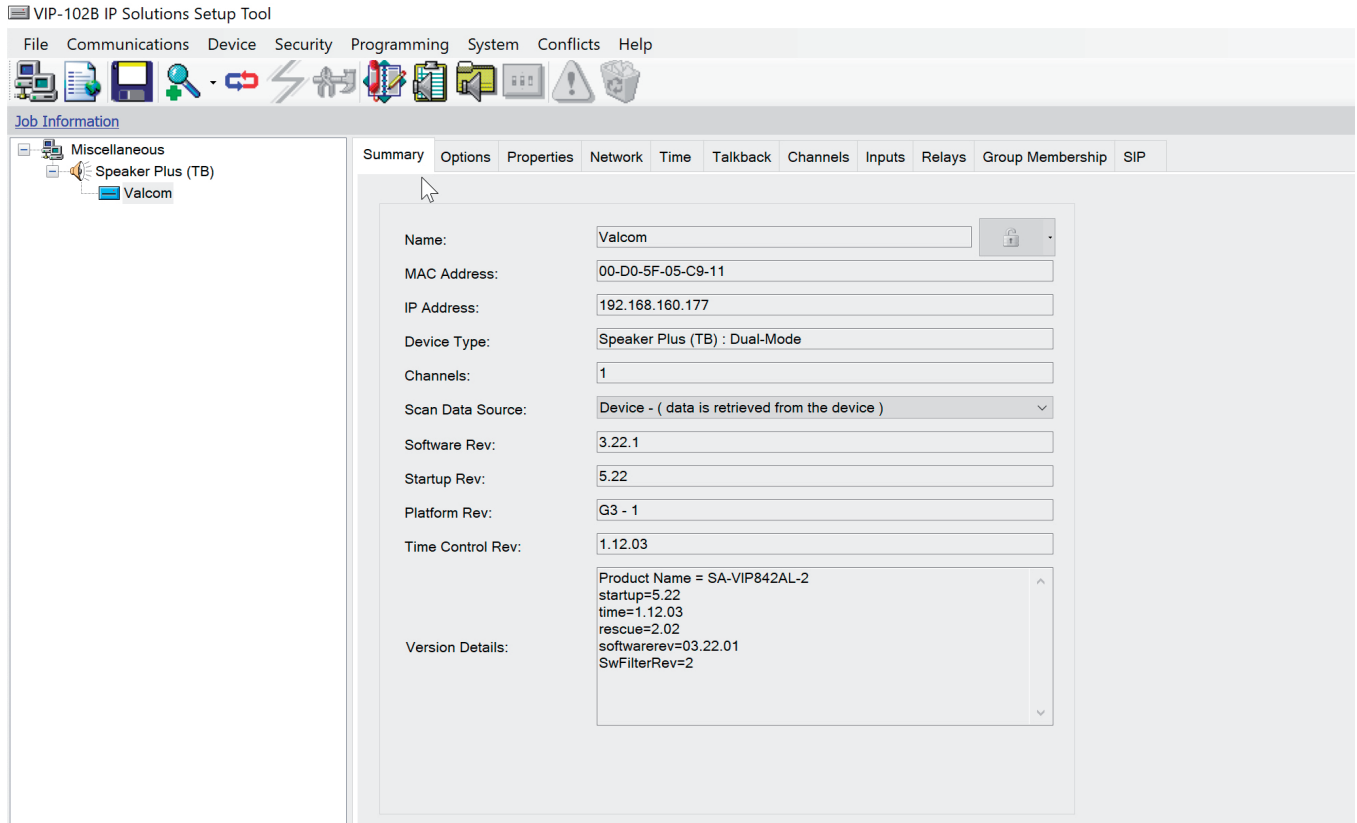 VIP-102B IP Solutions Setup Tool
File Communications Device Security Programming System Conflicts Help
Job Information
Miscellaneous
Speaker Plus (TB)
Valcom
Summary Options Properties Network Time Talkback Channels Inputs Relays Group Membership SIP
Name: Valcom
MAC Address: 00-D0-5F-05-C9-11
IP Address: 192.168.160.177
Device Type: Speaker Plus (TB) : Dual-Mode
Channels: 1
Scan Data Source: Device - ( data is retrieved from the device )
Software Rev: 3.22.1
Startup Rev: 5.22
Platform Rev: G3 - 1
Time Control Rev: 1.12.03
Version Details:
Product Name = SA-VIP842AL-2
startup=5.22
time=1.12.03
rescue=2.02
softwarerev=03.22.01
SwFilterRev=2